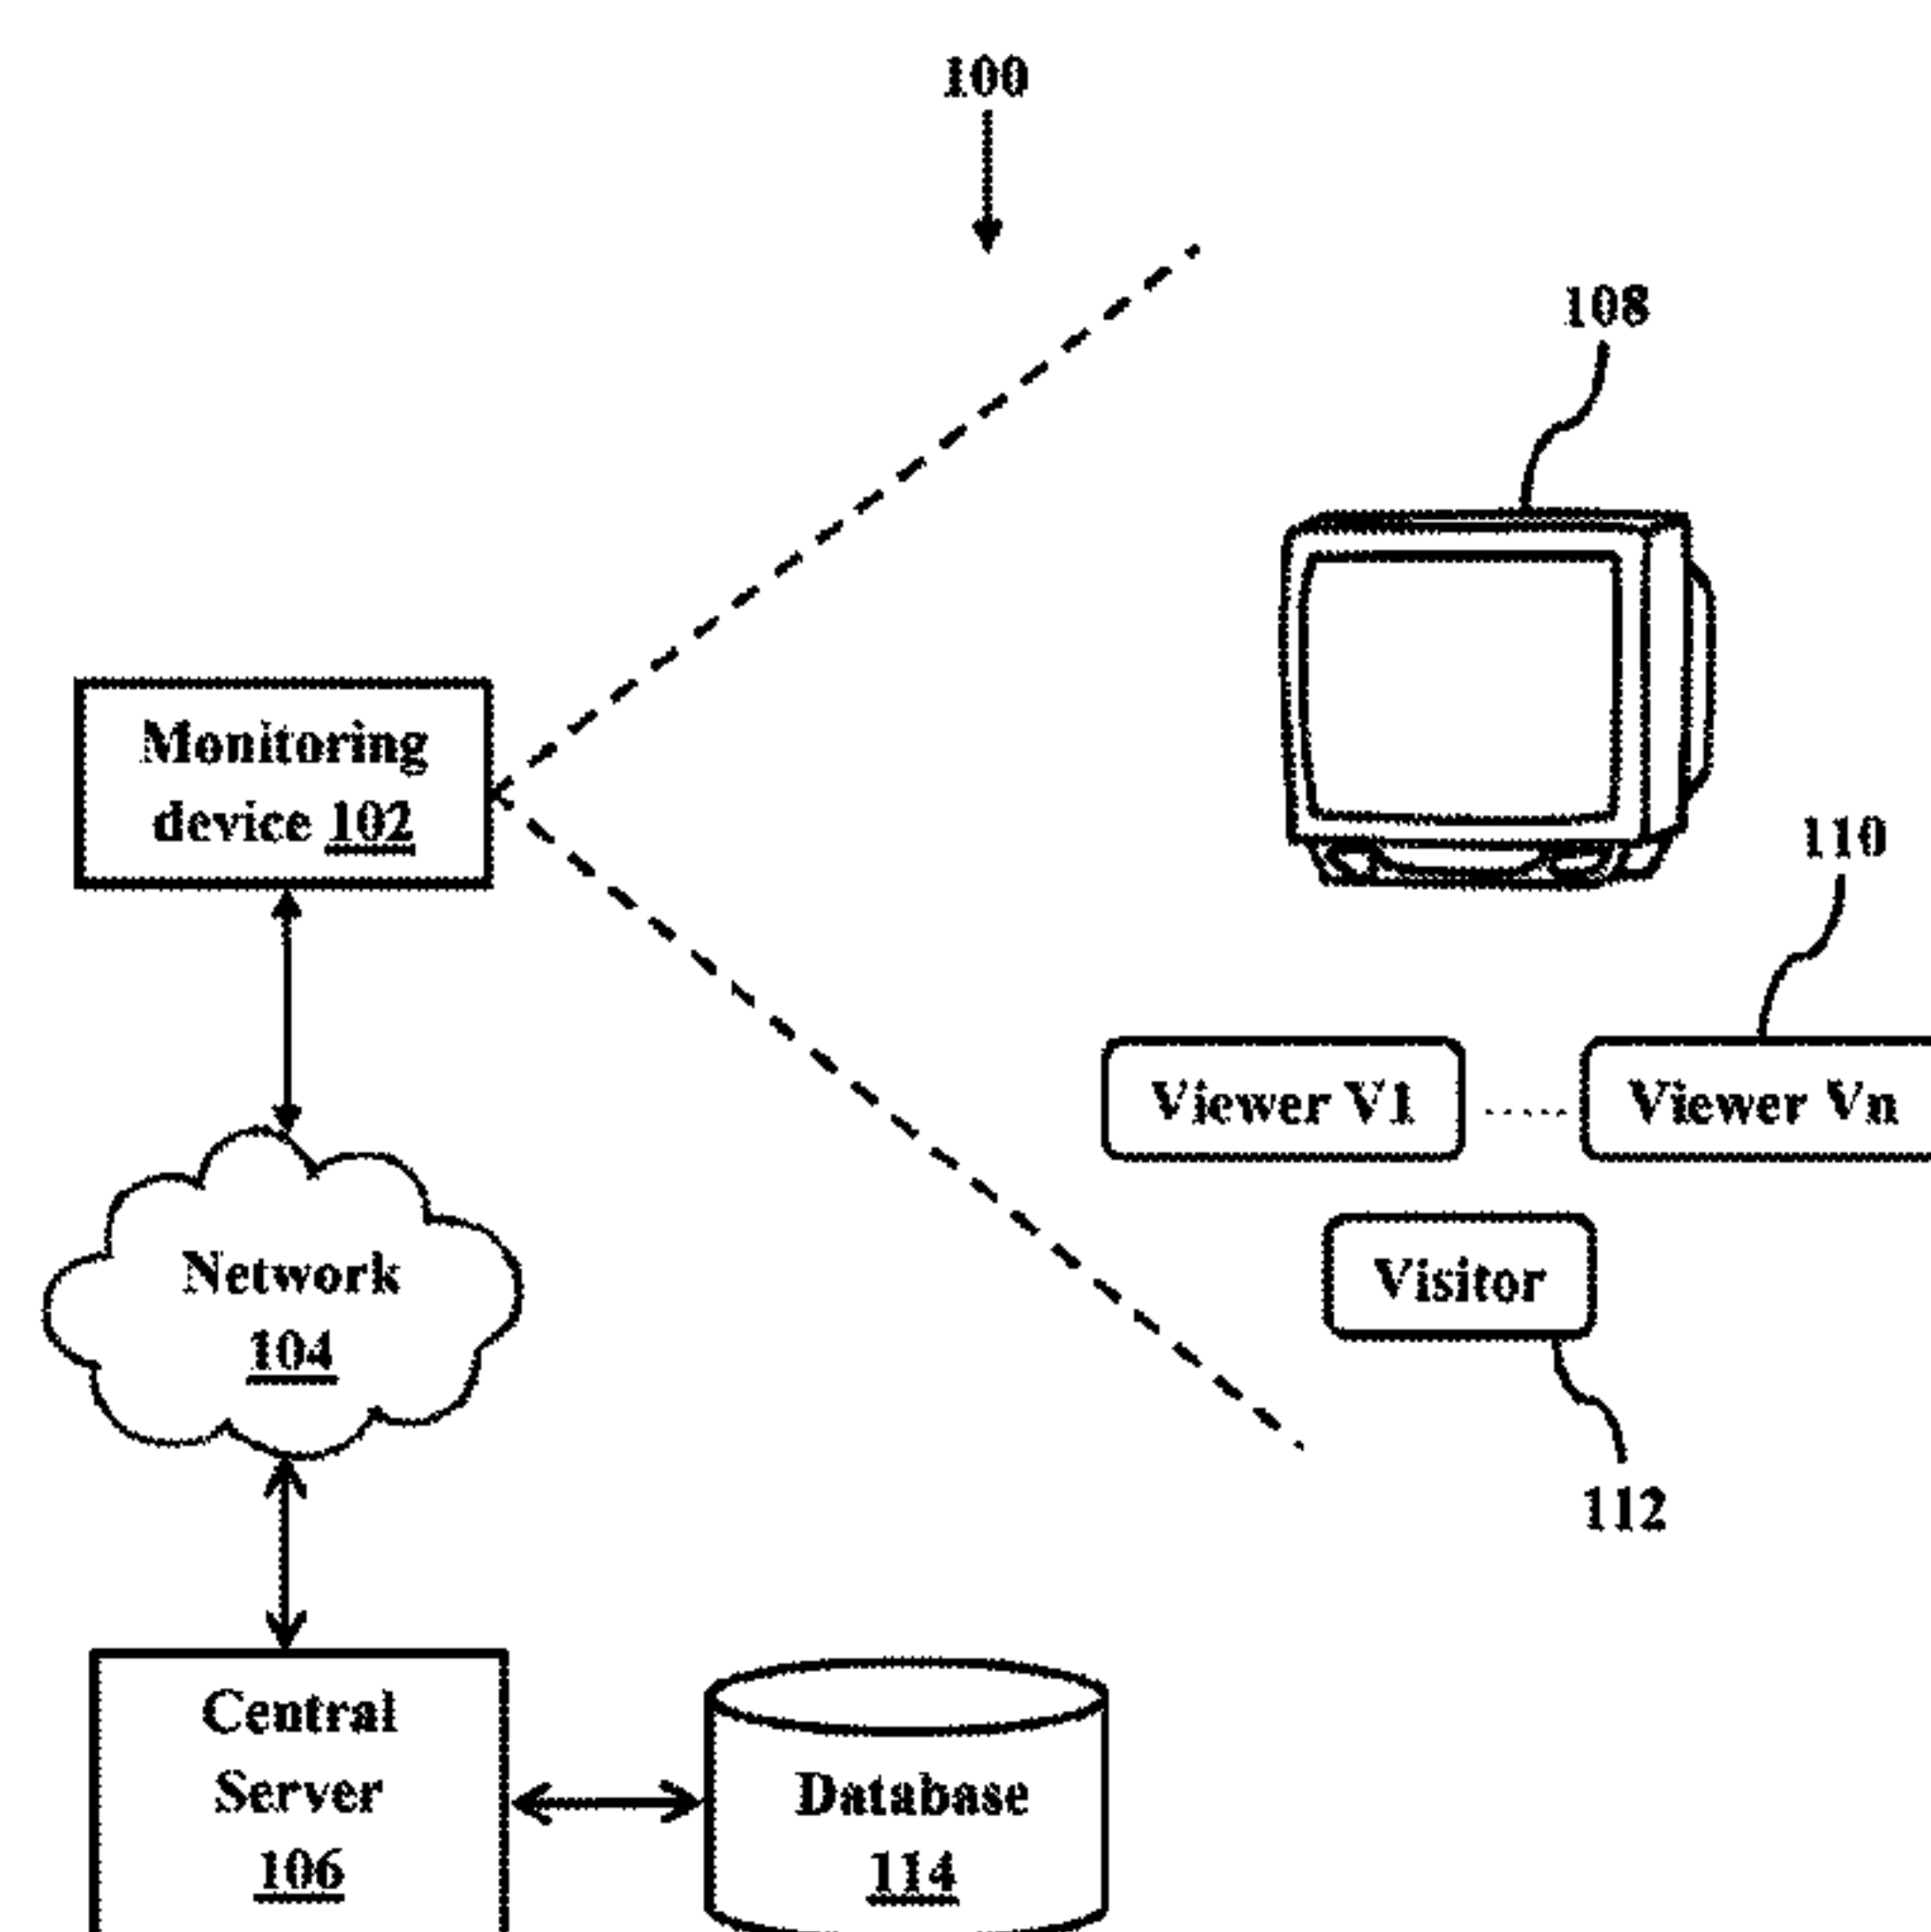 100
108
Monitoring
device 102
110
Viewer V1 ..... Viewer Vn
Network
104
Visitor
112
Central
Server
106
Database
114